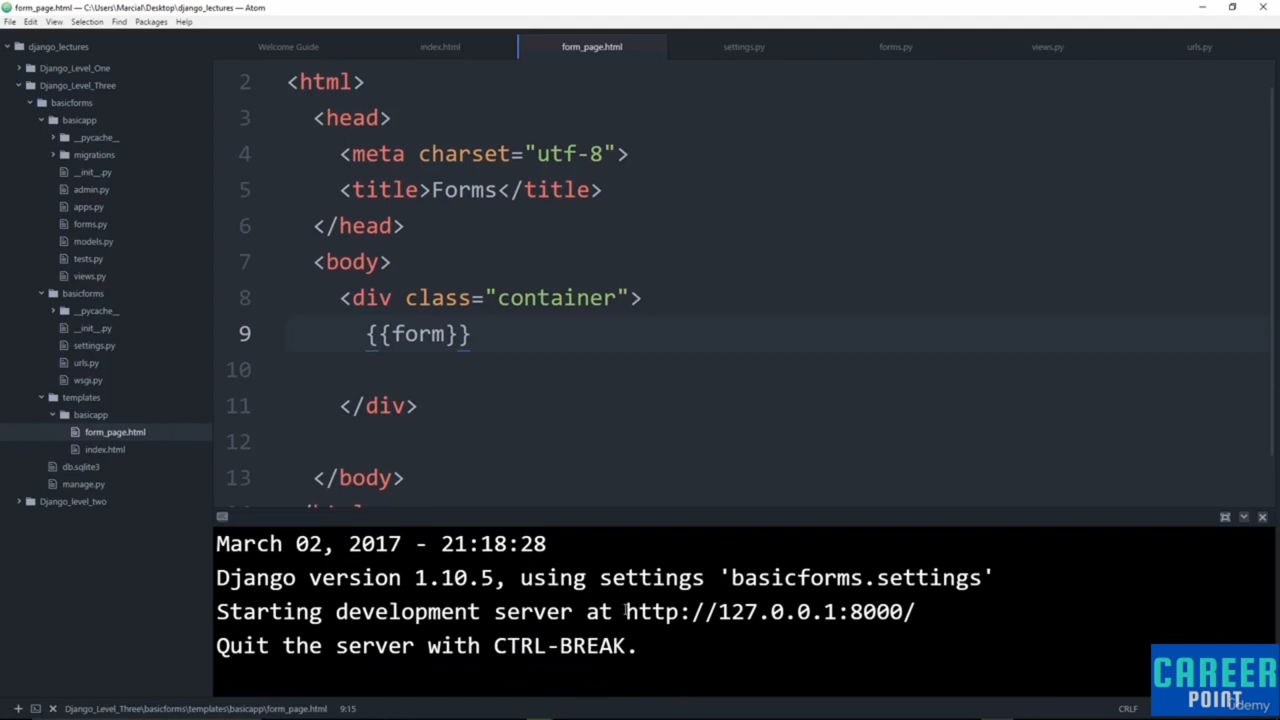 form_page.html — C:\Users\Marcial\Desktop\django_lectures — Atom
File Edit View Selection Find Packages Help
django_lectures
Django_Level_One
Django_Level_Three
basicforms
basicapp
__pycache__
migrations
__init__.py
admin.py
apps.py
forms.py
models.py
tests.py
views.py
basicforms
__pycache__
__init__.py
settings.py
urls.py
wsgi.py
templates
basicapp
form_page.html
index.html
db.sqlite3
manage.py
Django_level_two
Welcome Guide index.html form_page.html settings.py forms.py views.py urls.py
2 <html>
3 <head>
4 <meta charset="utf-8">
5 <title>Forms</title>
6 </head>
7 <body>
8 <div class="container">
9 {{form}}
10
11 </div>
12
13 </body>
March 02, 2017 - 21:18:28
Django version 1.10.5, using settings 'basicforms.settings'
Starting development server at http://127.0.0.1:8000/
Quit the server with CTRL-BREAK.
Django_Level_Three\basicforms\templates\basicapp\form_page.html 9:15 CRLF
CAREER
POINT
Udemy